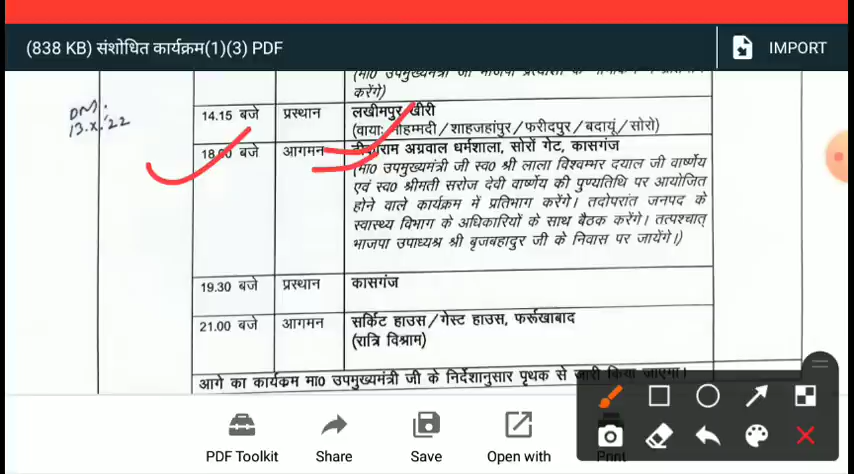 (838 KB) संशोधित कार्यक्रम(1)(3) PDF
IMPORT
करेंगे)
DM.
13.X.'22
14.15 बजे प्रस्थान लखीमपुर खीरी
(वायाः मोहम्मदी/शाहजहांपुर/फरीदपुर/बदायूं/सोरो)
18.00 बजे आगमन टीकाराम अग्रवाल धर्मशाला, सोरों गेट, कासगंज
(मा0 उपमुख्यमंत्री जी स्व0 श्री लाला विश्वम्भर दयाल जी वार्ष्णेय
एवं स्व0 श्रीमती सरोज देवी वार्ष्णेय की पुण्यतिथि पर आयोजित
होने वाले कार्यक्रम में प्रतिभाग करेंगे। तदोपरांत जनपद के
स्वास्थ्य विभाग के अधिकारियों के साथ बैठक करेंगे। तत्पश्चात्
भाजपा उपाध्यक्ष श्री बृजबहादुर जी के निवास पर जायेंगे।)
19.30 बजे प्रस्थान कासगंज
21.00 बजे आगमन सर्किट हाउस/गेस्ट हाउस, फर्रूखाबाद
(रात्रि विश्राम)
आगे का कार्यक्रम मा0 उपमुख्यमंत्री जी के निर्देशानुसार पृथक से जारी किया जाएगा।
PDF Toolkit
Share
Save
Open with
Print